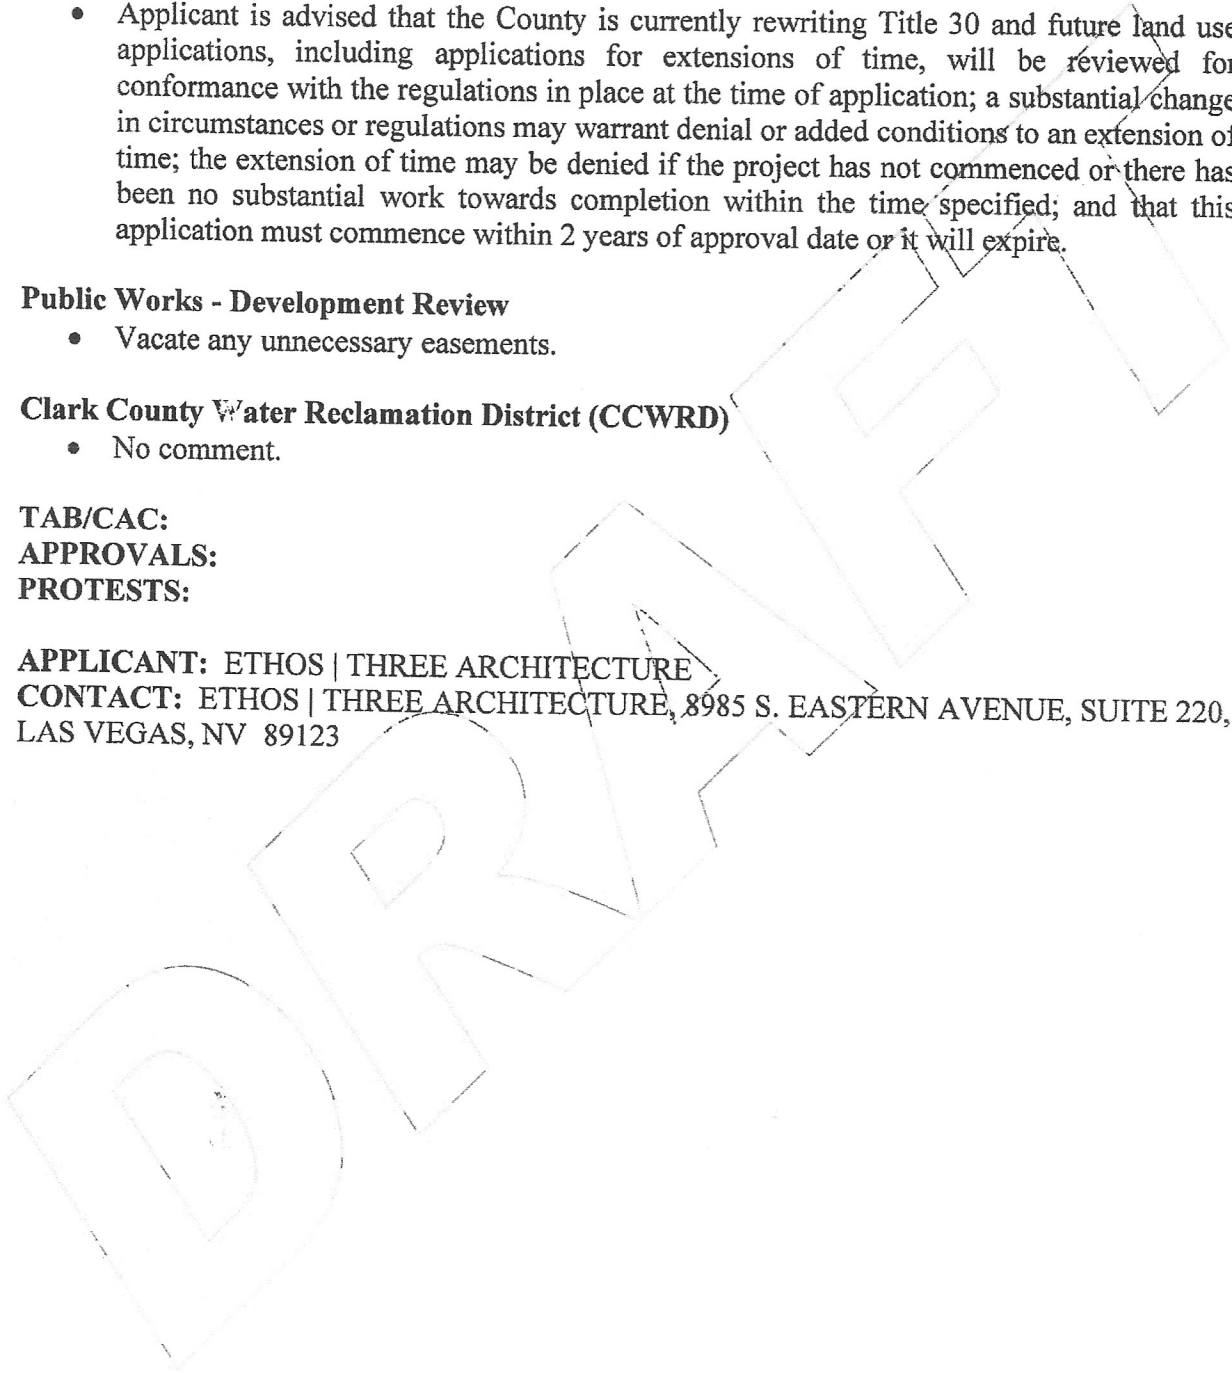 • Applicant is advised that the County is currently rewriting Title 30 and future land use
applications, including applications for extensions of time, will be reviewed for
conformance with the regulations in place at the time of application; a substantial change
in circumstances or regulations may warrant denial or added conditions to an extension of
time; the extension of time may be denied if the project has not commenced or there has
been no substantial work towards completion within the time specified; and that this
application must commence within 2 years of approval date or it will expire.
Public Works - Development Review
• Vacate any unnecessary easements.
Clark County Water Reclamation District (CCWRD)
• No comment.
TAB/CAC:
APPROVALS:
PROTESTS:
APPLICANT: ETHOS | THREE ARCHITECTURE
CONTACT: ETHOS | THREE ARCHITECTURE, 8985 S. EASTERN AVENUE, SUITE 220,
LAS VEGAS, NV 89123
DRAFT